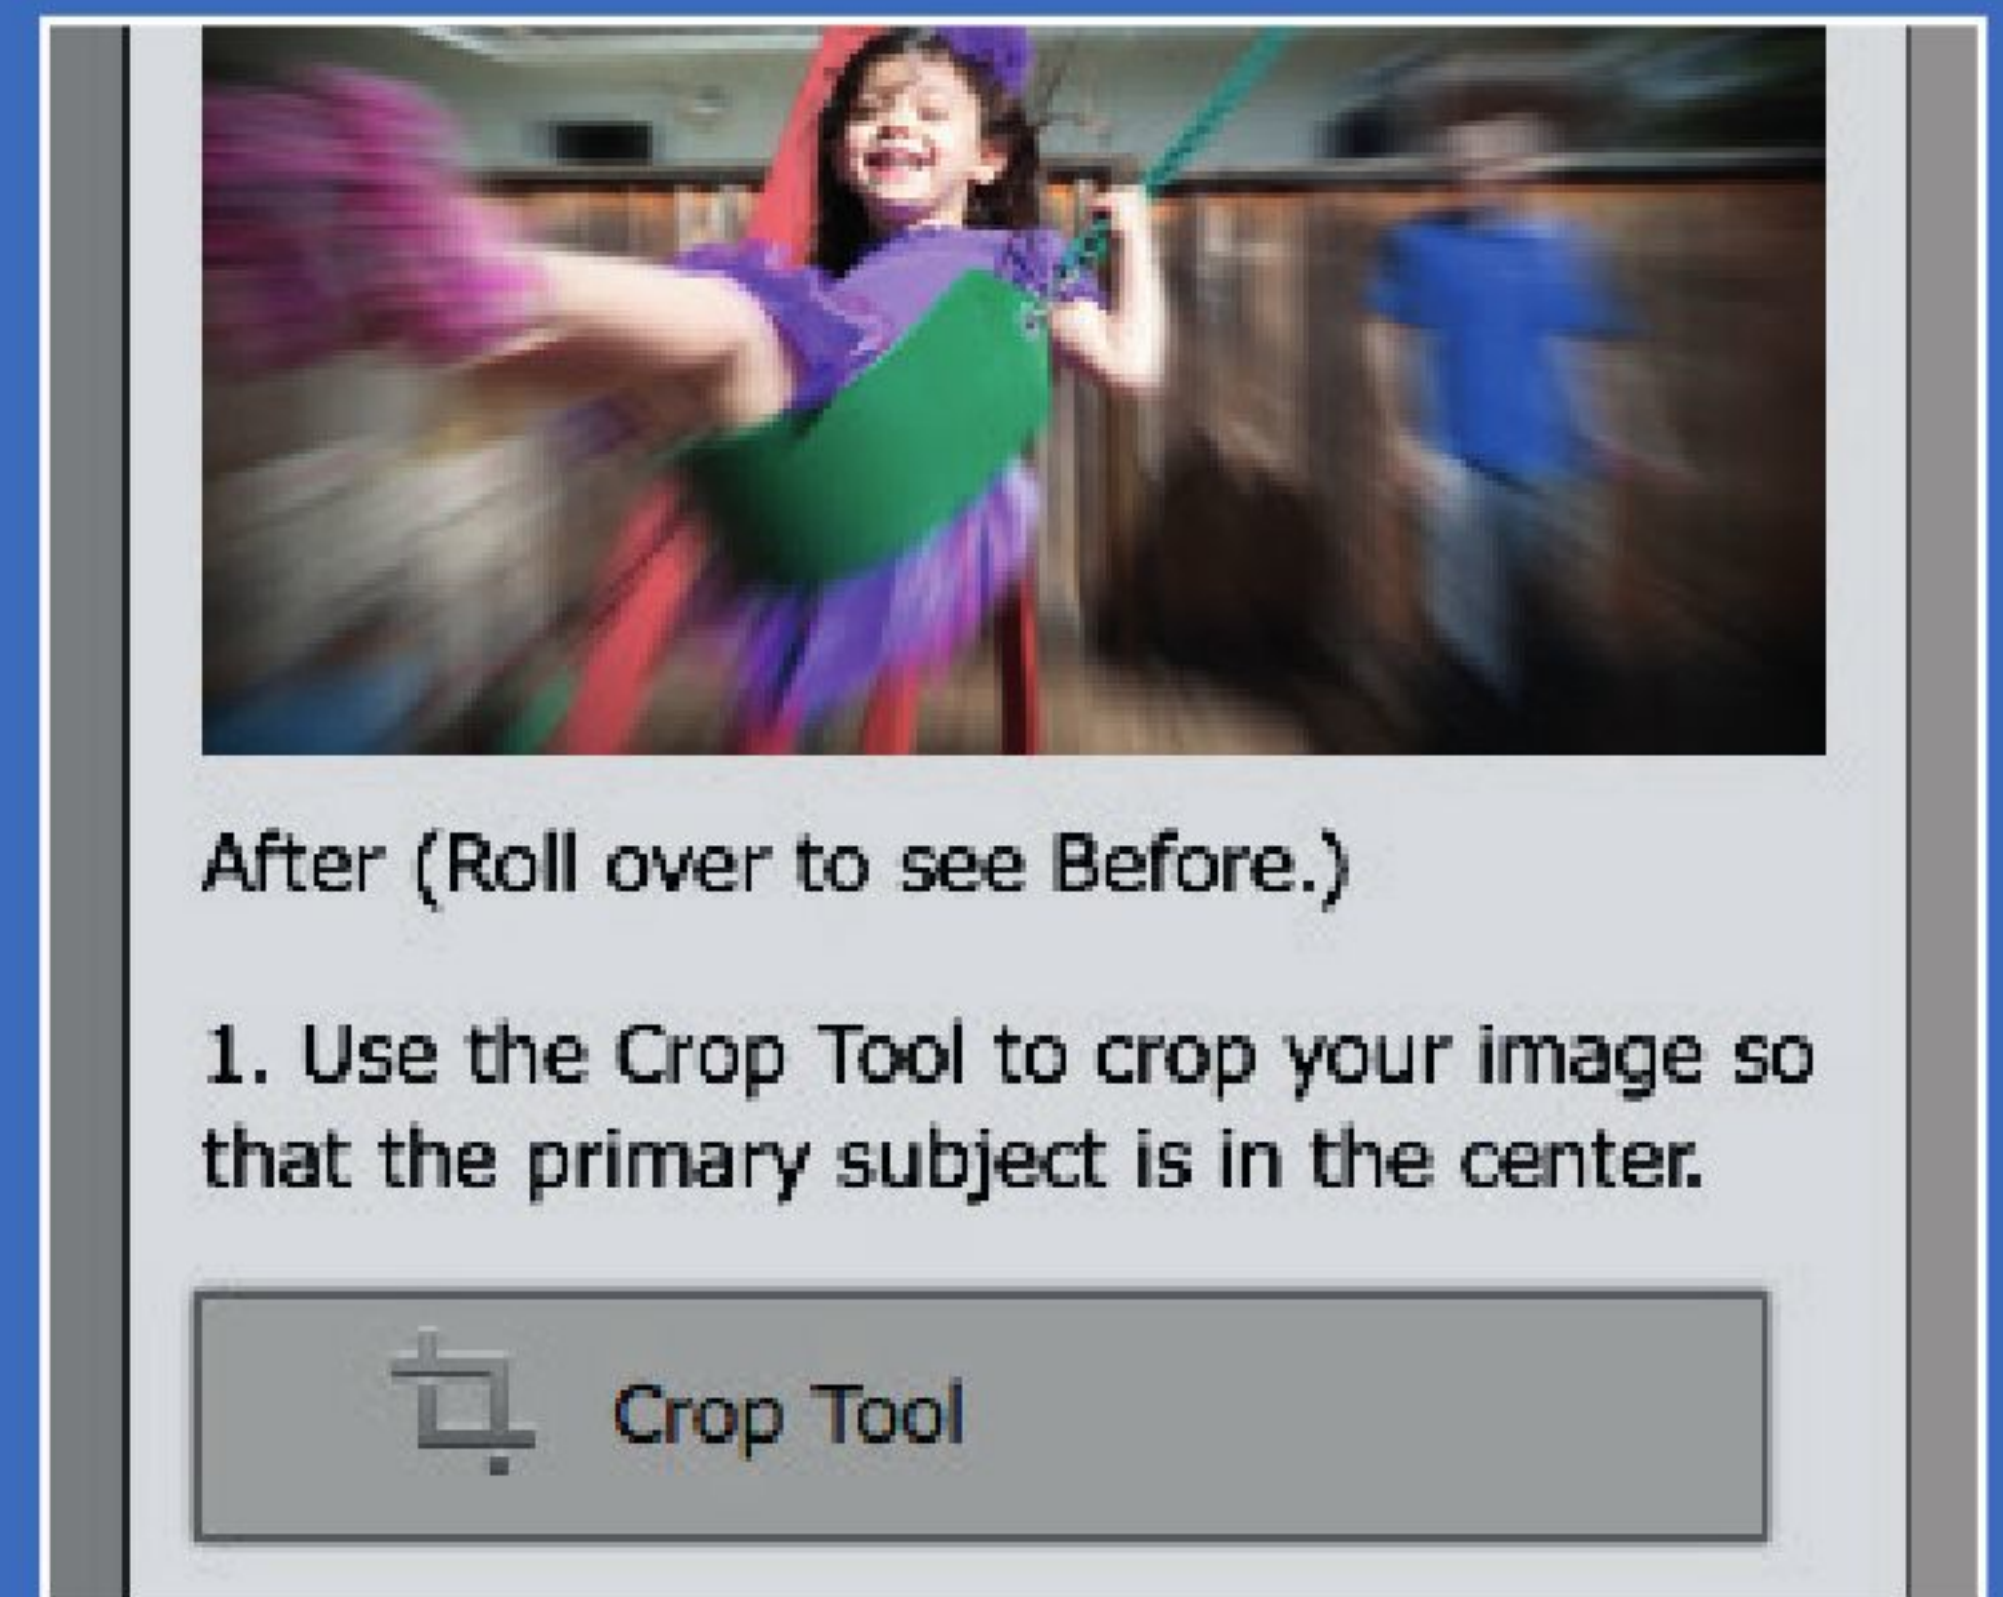 After (Roll over to see Before.)
1. Use the Crop Tool to crop your image so
that the primary subject is in the center.
Crop Tool